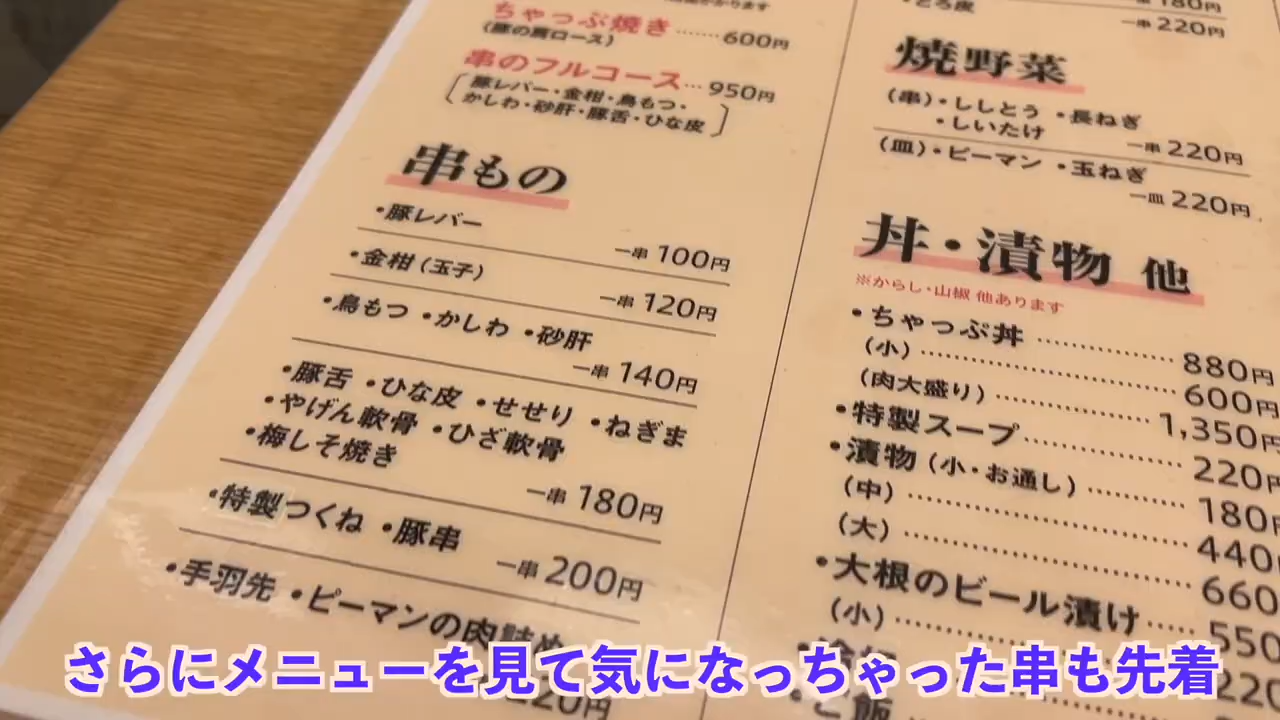 ちゃっぷ焼き……600円
（豚の肩ロース）
串のフルコース…950円
豚レバー・金柑・鳥もつ・
かしわ・砂肝・豚舌・ひな皮
串もの
・豚レバー
一串 100円
・金柑（玉子）
一串 120円
・鳥もつ ・かしわ ・砂肝
一串 140円
・豚舌 ・ひな皮 ・せせり ・ねぎま
・やげん軟骨 ・ひざ軟骨
・梅しそ焼き
一串 180円
・特製つくね ・豚串
一串 200円
・手羽先 ・ピーマンの肉詰め
220円
180円
・とろ皮
一串 220円
焼野菜
（串）・ししとう ・長ねぎ
・しいたけ
一串 220円
（皿）・ピーマン ・玉ねぎ
一皿 220円
丼・漬物 他
※からし・山椒 他あります
・ちゃっぷ丼……880円
（小）……600円
（肉大盛り）……1,350円
・特製スープ……220円
・漬物（小・お通し）……180円
（中）……440
（大）……660
・大根のビール漬け……550
（小）……220
ご飯
さらにメニューを見て気になっちゃった串も先着